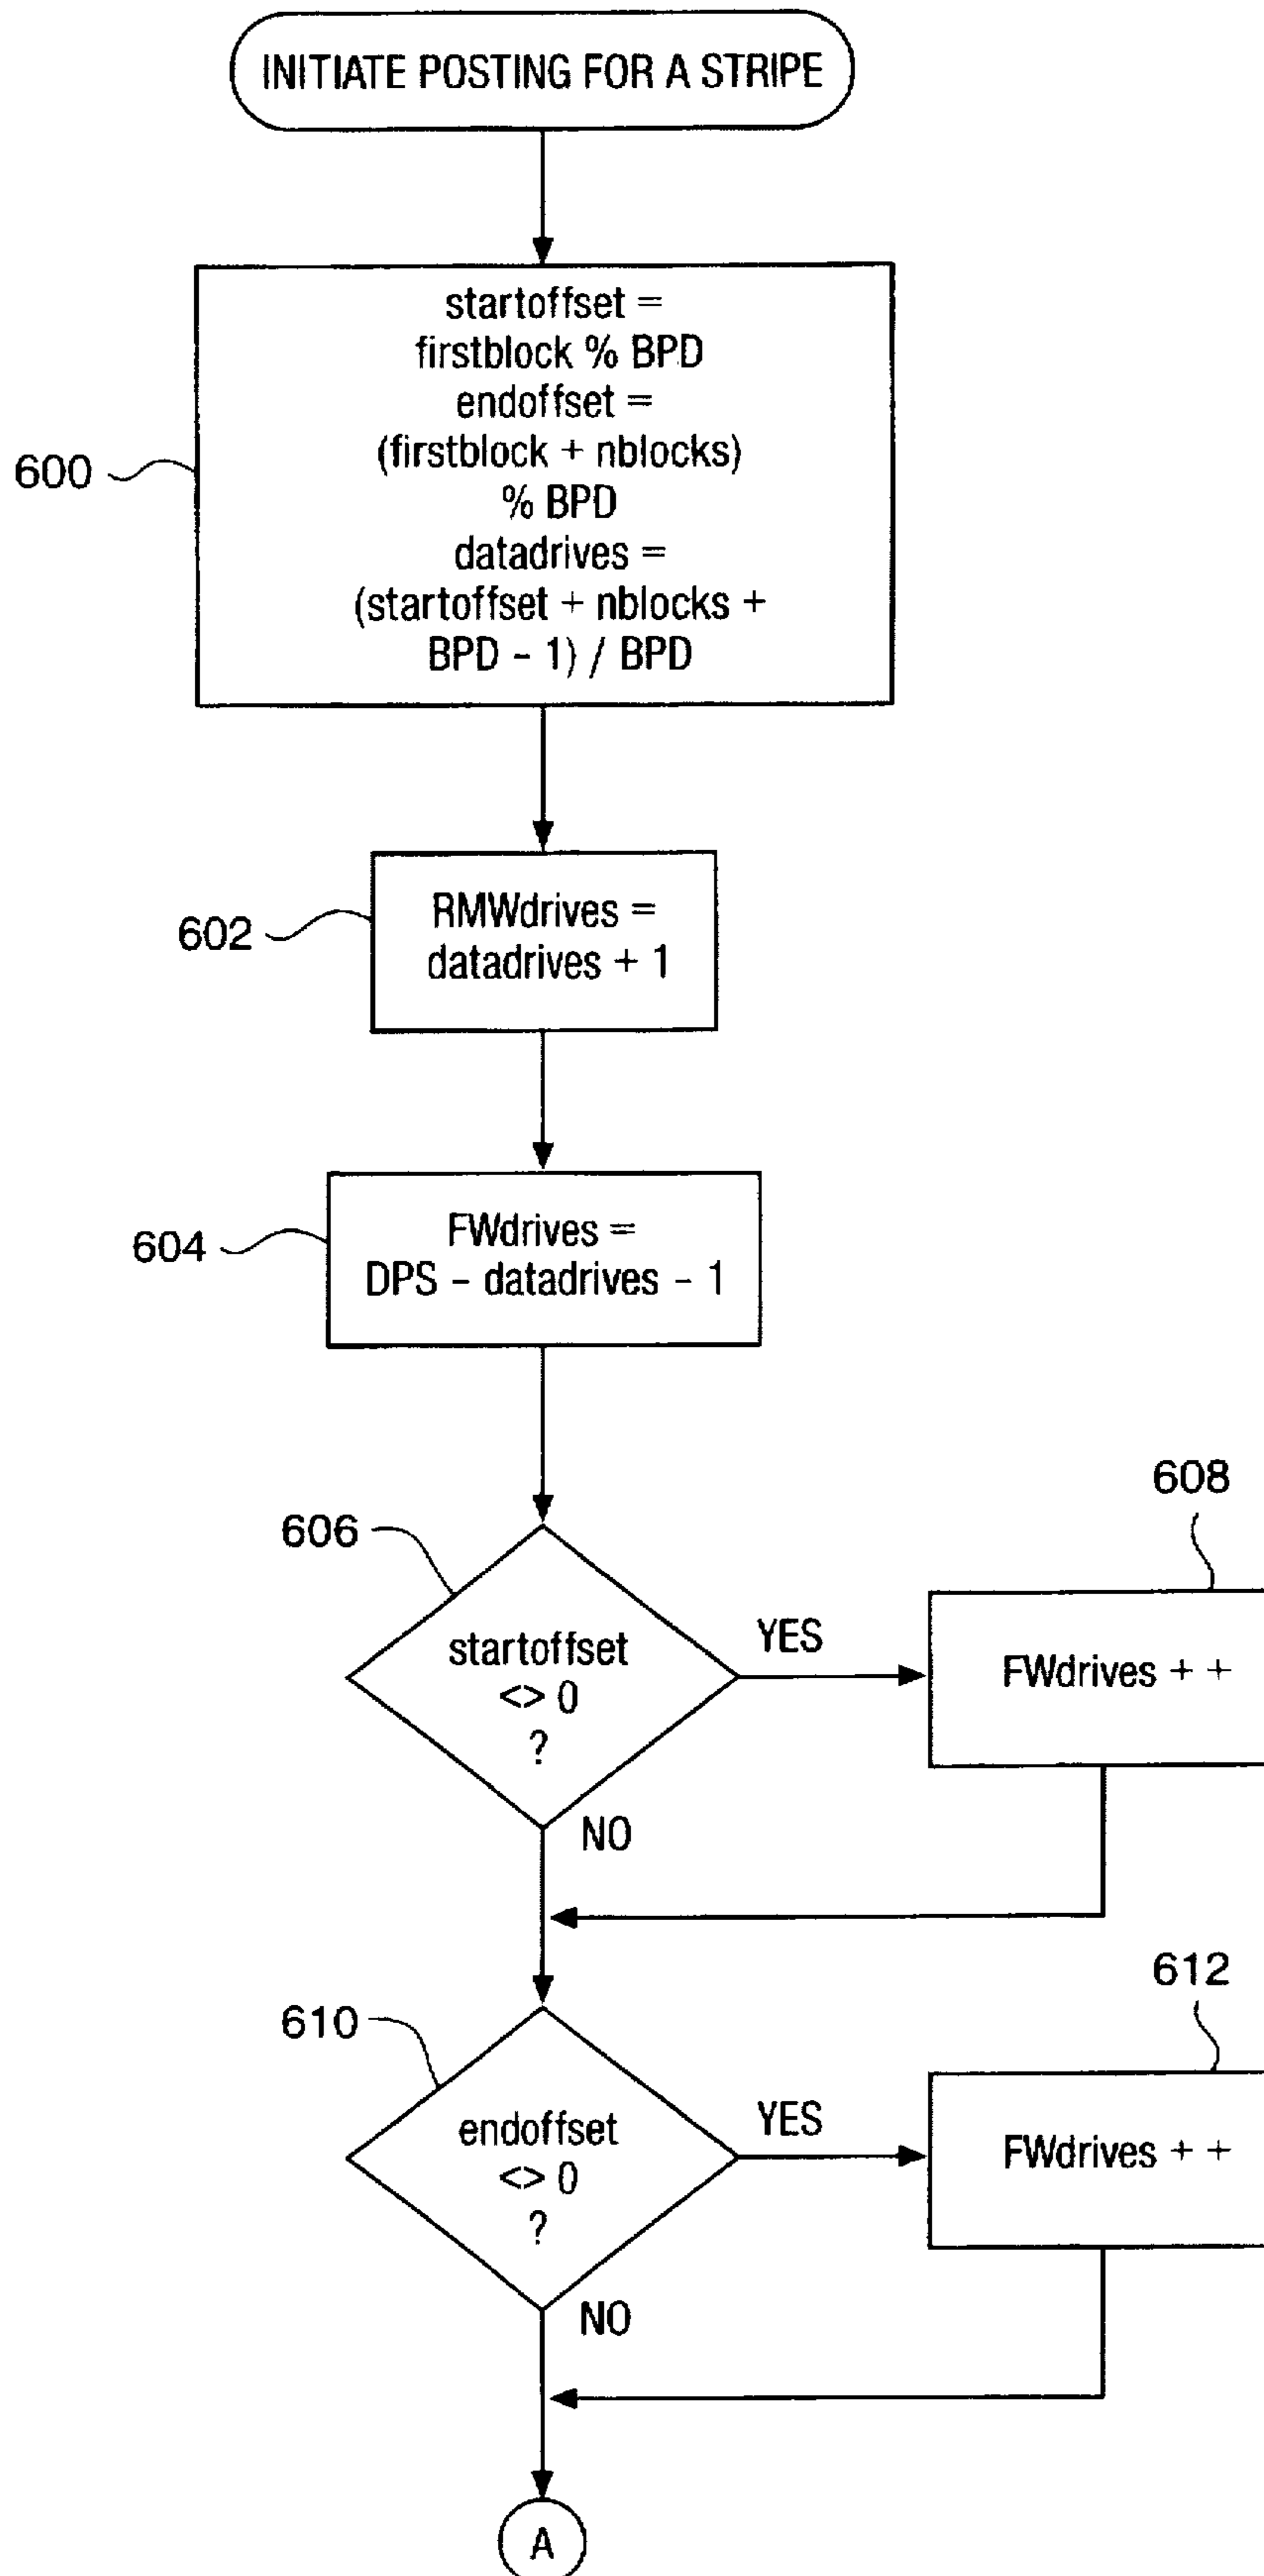 INITIATE POSTING FOR A STRIPE
startoffset =
firstblock % BPD
endoffset =
(firstblock + nblocks)
% BPD
datadrives =
(startoffset + nblocks +
BPD - 1) / BPD
600
RMWdrives =
datadrives + 1
602
FWdrives =
DPS - datadrives - 1
604
606
startoffset
<> 0
?
YES
NO
608
FWdrives + +
610
endoffset
<> 0
?
YES
NO
612
FWdrives + +
A